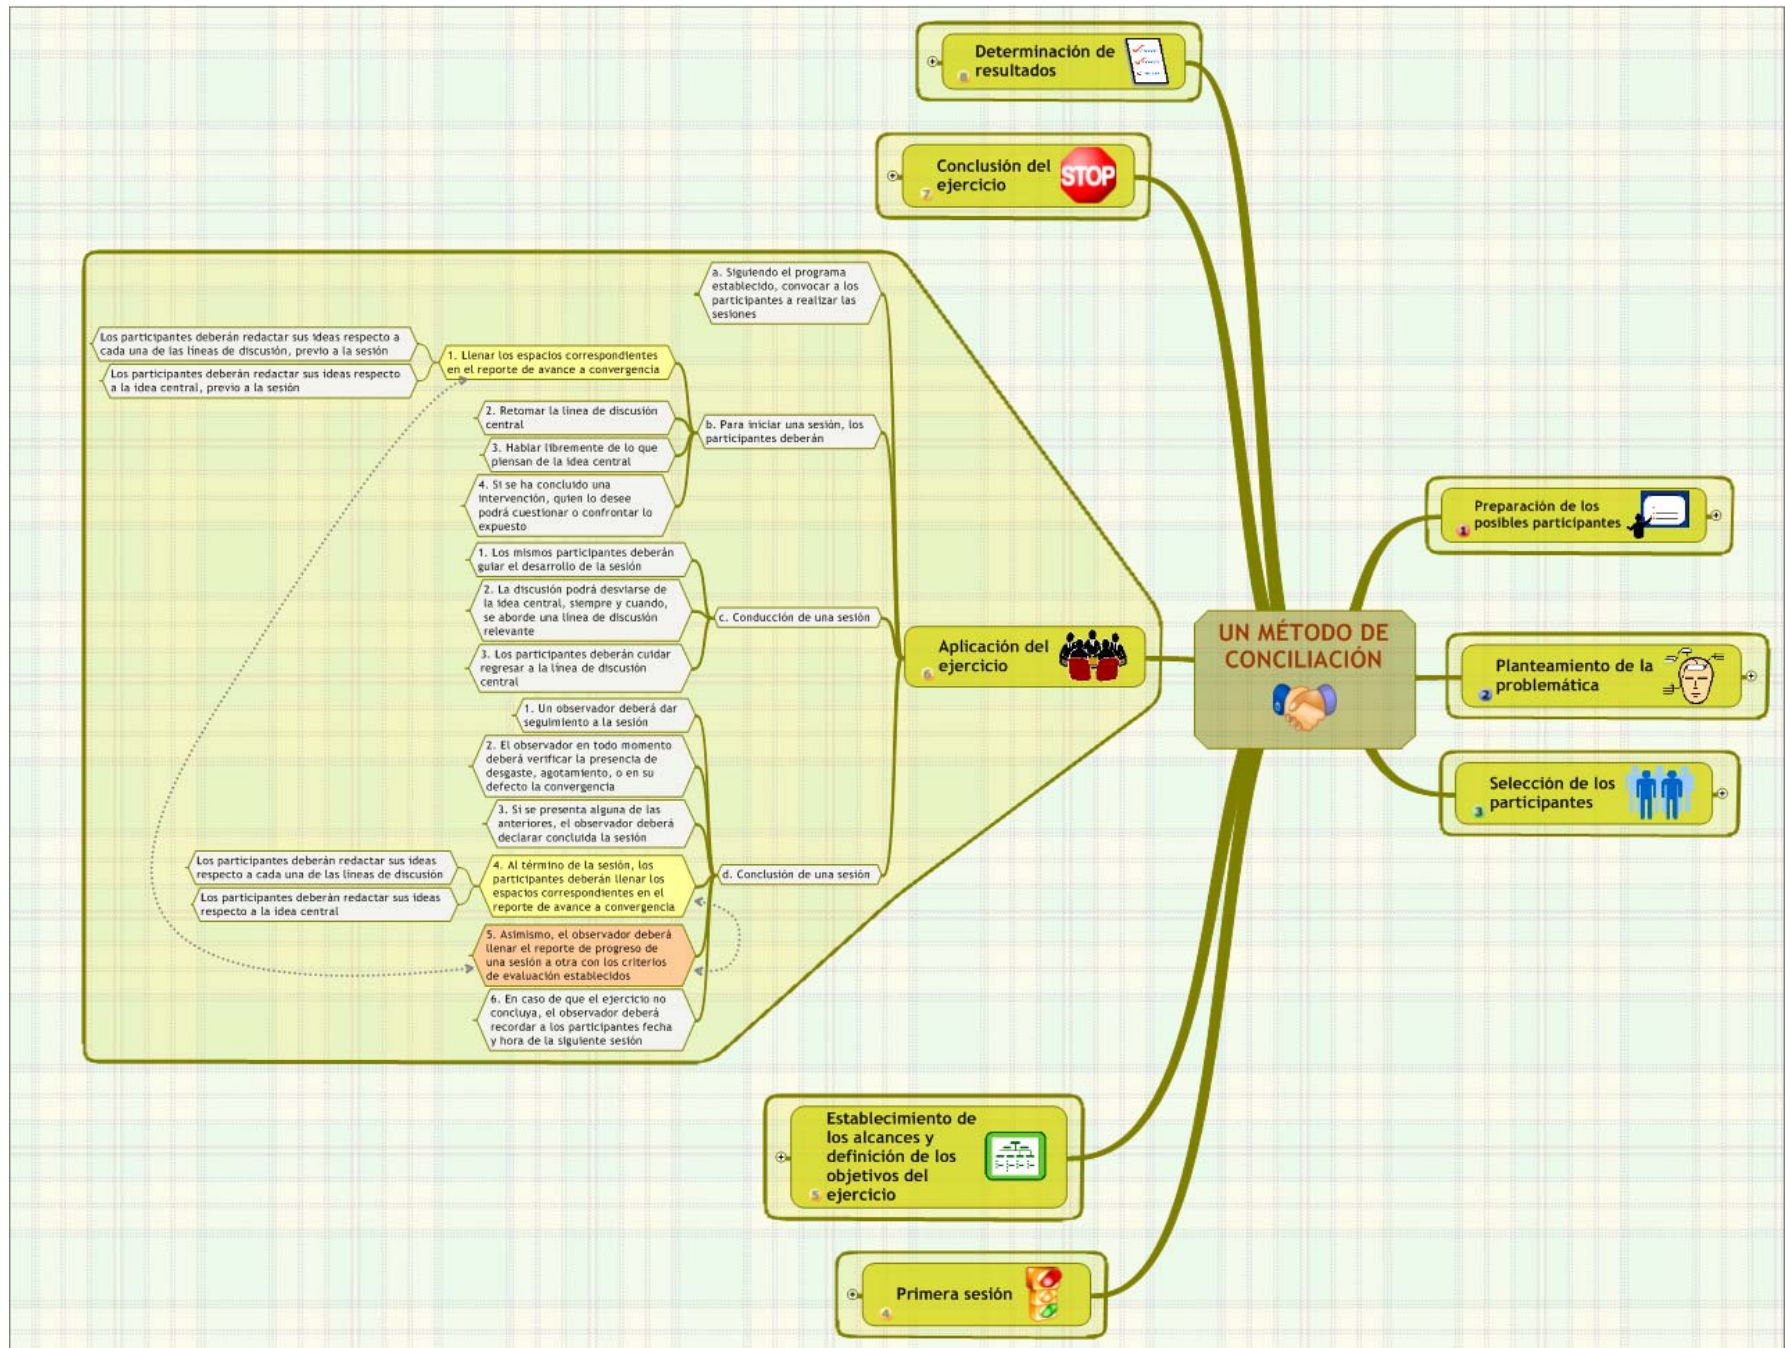 Determinación de
resultados
8
Conclusión del
ejercicio
7
STOP
a. Siguiendo el programa
establecido, convocar a los
participantes a realizar las
sesiones
Los participantes deberán redactar sus ideas respecto a
cada una de las líneas de discusión, previo a la sesión
Los participantes deberán redactar sus ideas respecto
a la idea central, previo a la sesión
1. Llenar los espacios correspondientes
en el reporte de avance a convergencia
2. Retomar la línea de discusión
central
3. Hablar libremente de lo que
piensan de la idea central
4. Si se ha concluido una
intervención, quien lo desee
podrá cuestionar o confrontar lo
expuesto
b. Para iniciar una sesión, los
participantes deberán
1. Los mismos participantes deberán
guiar el desarrollo de la sesión
2. La discusión podrá desviarse de
la idea central, siempre y cuando,
se aborde una línea de discusión
relevante
3. Los participantes deberán cuidar
regresar a la línea de discusión
central
c. Conducción de una sesión
1. Un observador deberá dar
seguimiento a la sesión
2. El observador en todo momento
deberá verificar la presencia de
desgaste, agotamiento, o en su
defecto la convergencia
3. Si se presenta alguna de las
anteriores, el observador deberá
declarar concluida la sesión
Los participantes deberán redactar sus ideas
respecto a cada una de las líneas de discusión
Los participantes deberán redactar sus ideas
respecto a la idea central
4. Al término de la sesión, los
participantes deberán llenar los
espacios correspondientes en el
reporte de avance a convergencia
5. Asimismo, el observador deberá
llenar el reporte de progreso de
una sesión a otra con los criterios
de evaluación establecidos
6. En caso de que el ejercicio no
concluya, el observador deberá
recordar a los participantes fecha
y hora de la siguiente sesión
d. Conclusión de una sesión
Aplicación del
ejercicio
6
UN MÉTODO DE
CONCILIACIÓN
Preparación de los
posibles participantes
1
Planteamiento de la
problemática
2
Selección de los
participantes
3
Establecimiento de
los alcances y
definición de los
objetivos del
ejercicio
5
Primera sesión
4